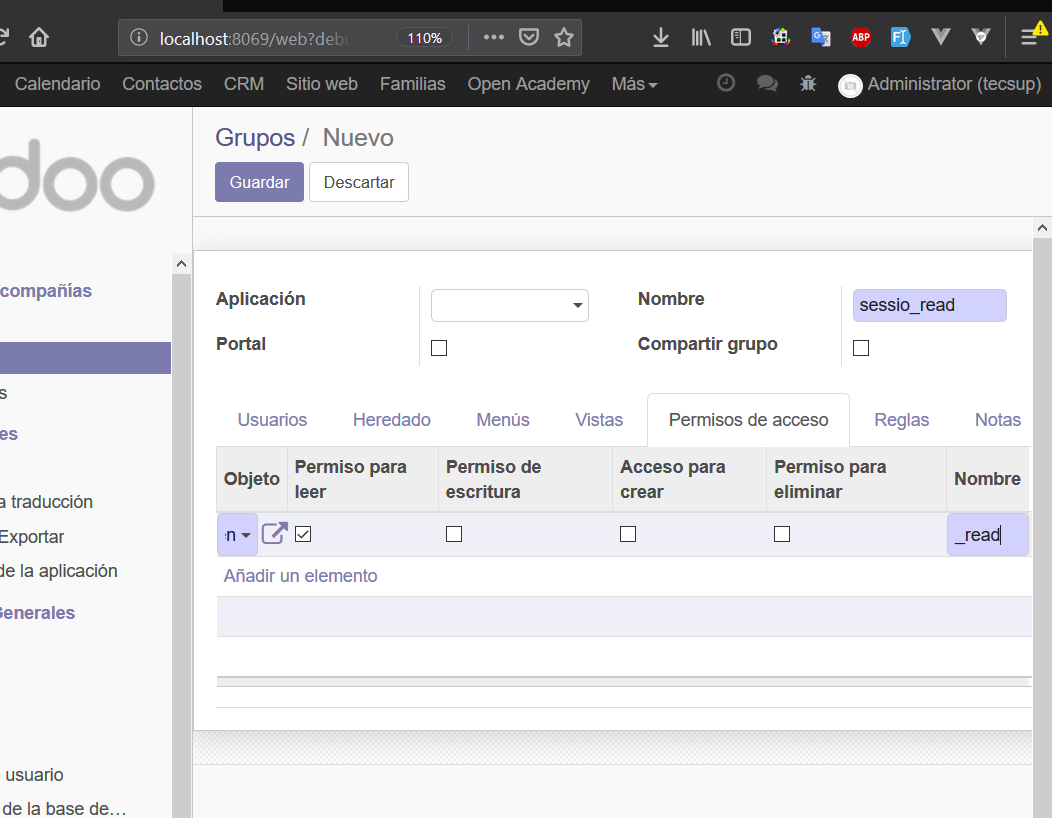 localhost:8069/web?debu
110%
ABP
Calendario Contactos CRM Sitio web Familias Open Academy Más Administrator (tecsup)
doo
Grupos / Nuevo
Guardar Descartar
compañías
Aplicación
Nombre sessio_read
Portal
Compartir grupo
s
es
Usuarios Heredado Menús Vistas Permisos de acceso Reglas Notas
Objeto Permiso para leer Permiso de escritura Acceso para crear Permiso para eliminar Nombre
n _read
Añadir un elemento
a traducción
Exportar
de la aplicación
Generales
usuario
de la base de…